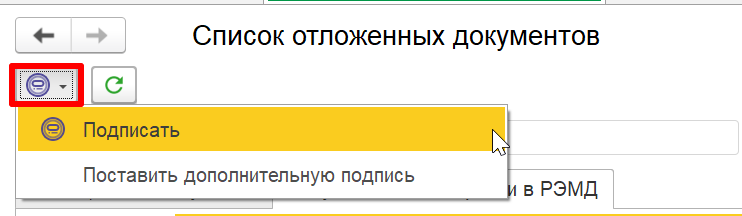 Список отложенных документов
Подписать
Поставить дополнительную подпись
и в РЭМД